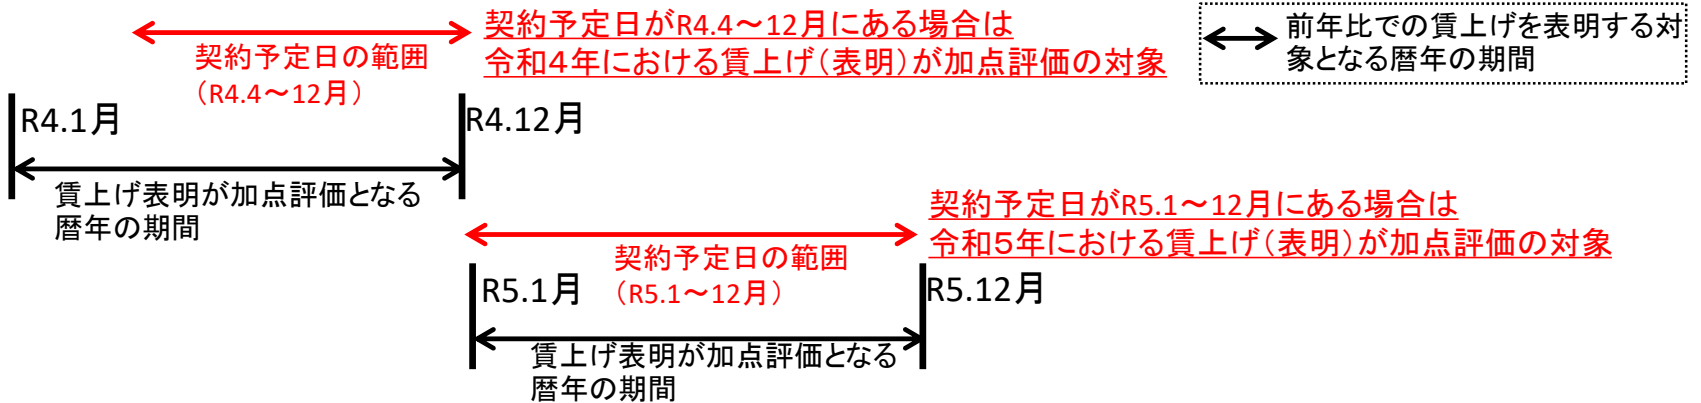 契約予定日がR4.4～12月にある場合は
令和４年における賃上げ（表明）が加点評価の対象
前年比での賃上げを表明する対
象となる暦年の期間
契約予定日の範囲
（R4.4～12月）
R4.1月
R4.12月
賃上げ表明が加点評価となる
暦年の期間
契約予定日がR5.1～12月にある場合は
令和５年における賃上げ（表明）が加点評価の対象
契約予定日の範囲
（R5.1～12月）
R5.1月
R5.12月
賃上げ表明が加点評価となる
暦年の期間